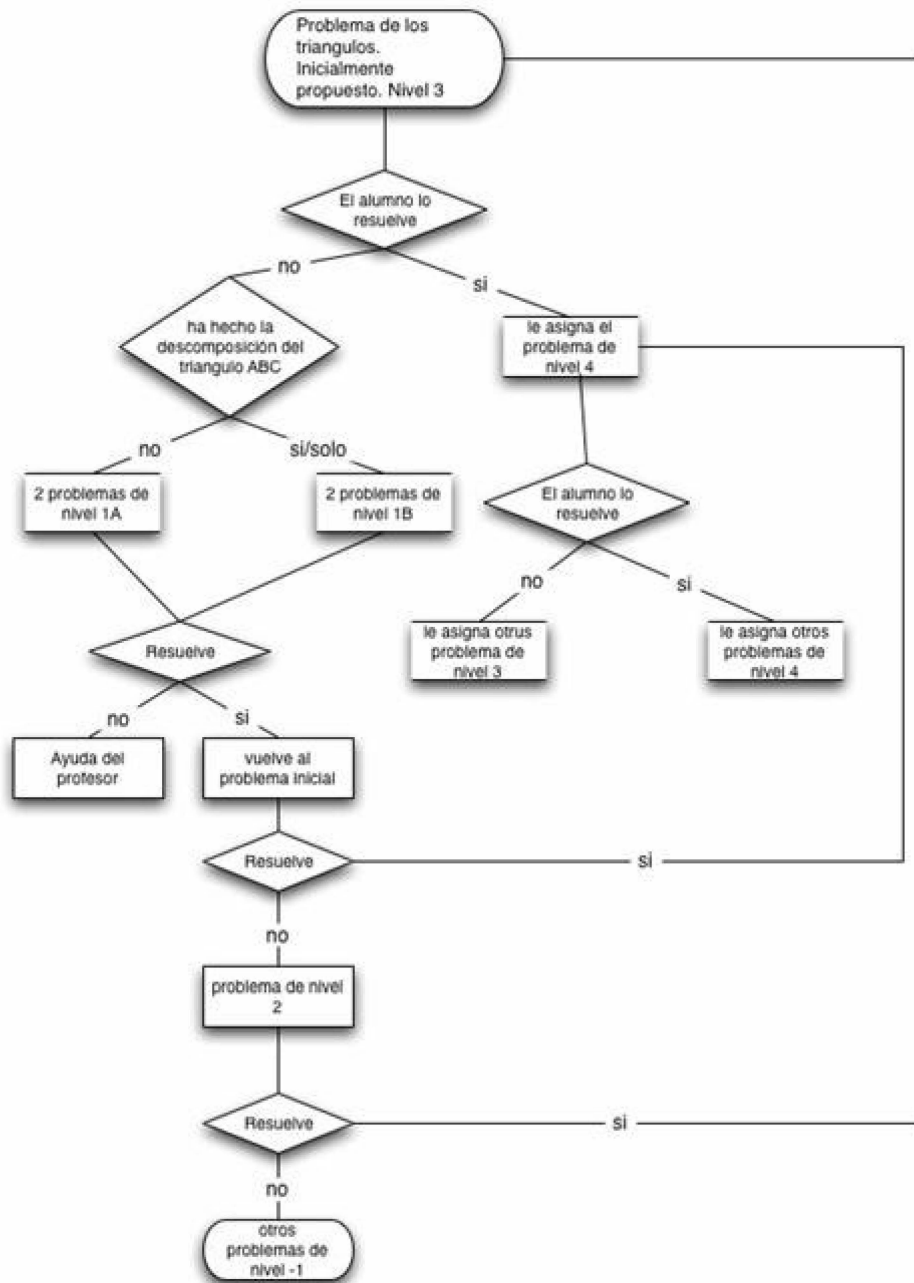 Problema de los
triangulos.
Inicialmente
propuesto. Nivel 3
El alumno lo
resuelve
no
si
ha hecho la
descomposición del
triangulo ABC
le asigna el
problema de
nivel 4
no
si/solo
2 problemas de
nivel 1A
2 problemas de
nivel 1B
El alumno lo
resuelve
no
si
le asigna otrus
problema de
nivel 3
le asigna otros
problemas de
nivel 4
Resuelve
no
si
Ayuda del
profesor
vuelve al
problema inicial
Resuelve
si
no
problema de nivel
2
Resuelve
si
no
otros
problemas de
nivel -1